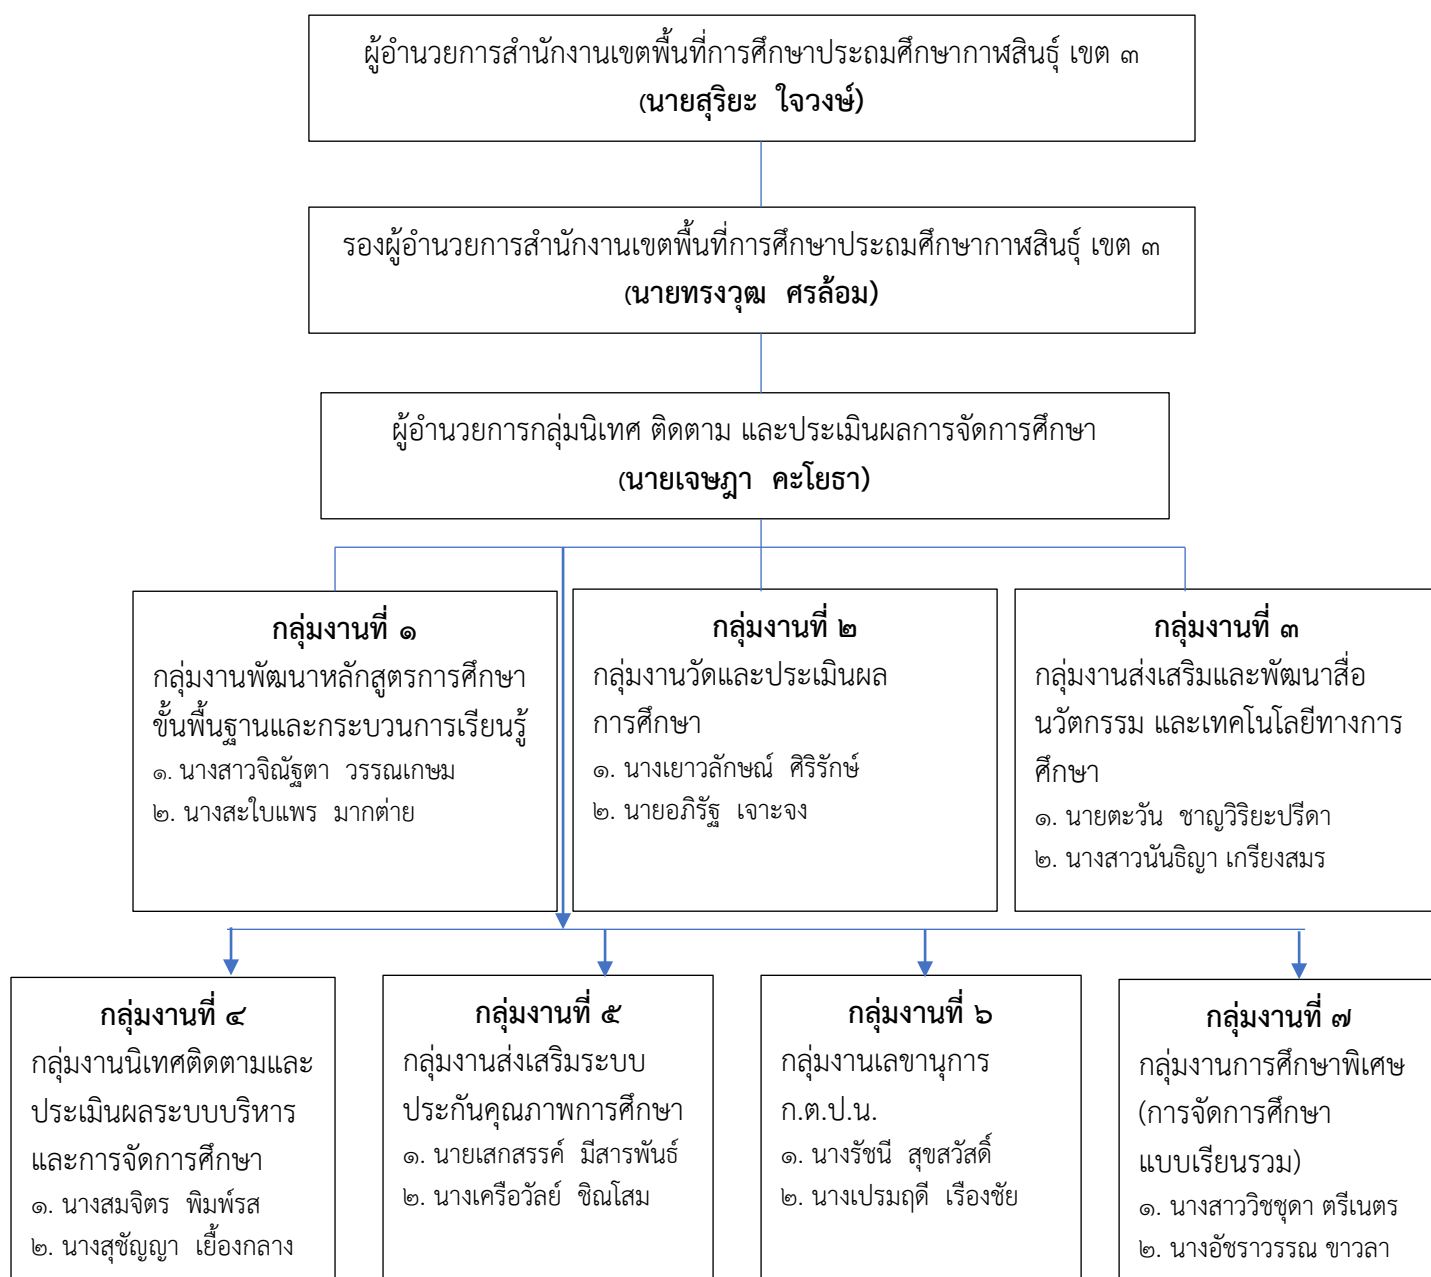 ผู้อำนวยการสำนักงานเขตพื้นที่การศึกษาประถมศึกษากาฬสินธุ์ เขต ๓
(นายสุริยะ ใจวงษ์)
รองผู้อำนวยการสำนักงานเขตพื้นที่การศึกษาประถมศึกษากาฬสินธุ์ เขต ๓
(นายทรงวุฒ ศรล้อม)
ผู้อำนวยการกลุ่มนิเทศ ติดตาม และประเมินผลการจัดการศึกษา
(นายเจษฎา คะโยธา)
กลุ่มงานที่ ๑
กลุ่มงานพัฒนาหลักสูตรการศึกษา
ขั้นพื้นฐานและกระบวนการเรียนรู้
๑. นางสาวจิณัฐตา วรรณเกษม
๒. นางสะใบแพร มากต่าย
กลุ่มงานที่ ๒
กลุ่มงานวัดและประเมินผล
การศึกษา
๑. นางเยาวลักษณ์ ศิริรักษ์
๒. นายอภิรัฐ เจาะจง
กลุ่มงานที่ ๓
กลุ่มงานส่งเสริมและพัฒนาสื่อ
นวัตกรรม และเทคโนโลยีทางการ
ศึกษา
๑. นายตะวัน ชาญวิริยะปรีดา
๒. นางสาวนันธิญา เกรียงสมร
กลุ่มงานที่ ๔
กลุ่มงานนิเทศติดตามและ
ประเมินผลระบบบริหาร
และการจัดการศึกษา
๑. นางสมจิตร พิมพ์รส
๒. นางสุชัญญา เยื้องกลาง
กลุ่มงานที่ ๕
กลุ่มงานส่งเสริมระบบ
ประกันคุณภาพการศึกษา
๑. นายเสกสรรค์ มีสารพันธ์
๒. นางเครือวัลย์ ชิณโสม
กลุ่มงานที่ ๖
กลุ่มงานเลขานุการ
ก.ต.ป.น.
๑. นางรัชนี สุขสวัสดิ์
๒. นางเปรมฤดี เรืองชัย
กลุ่มงานที่ ๗
กลุ่มงานการศึกษาพิเศษ
(การจัดการศึกษา
แบบเรียนรวม)
๑. นางสาววิชชุดา ตรีเนตร
๒. นางอัชราวรรณ ขาวลา